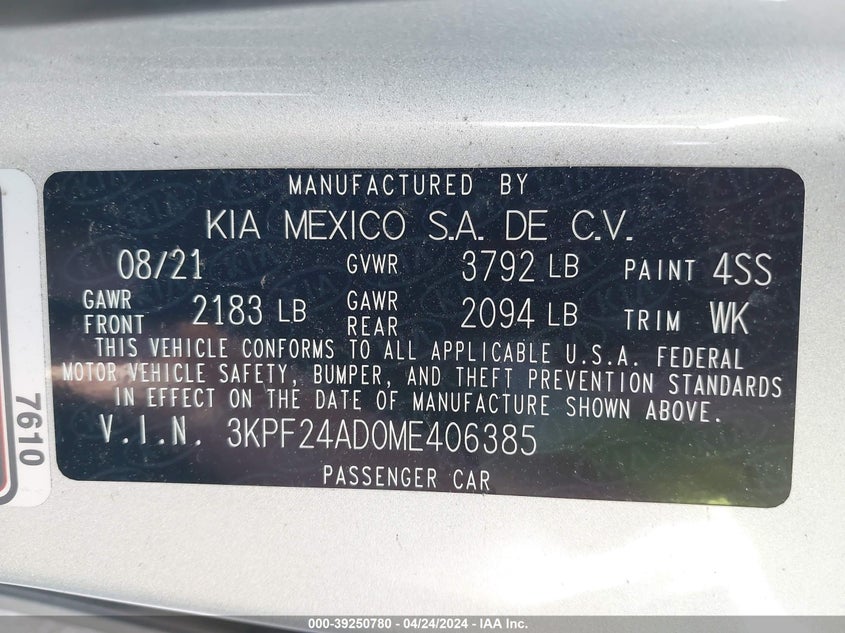 MANUFACTURED BY
KIA MEXICO S.A. DE C.V.
08/21 GVWR 3792 LB PAINT 4SS
GAWR FRONT 2183 LB GAWR REAR 2094 LB TRIM WK
THIS VEHICLE CONFORMS TO ALL APPLICABLE U.S.A. FEDERAL
MOTOR VEHICLE SAFETY, BUMPER, AND THEFT PREVENTION STANDARDS
IN EFFECT ON THE DATE OF MANUFACTURE SHOWN ABOVE.
V.I.N. 3KPF24AD0ME406385
PASSENGER CAR
7610
000-39250780 - 04/24/2024 - IAA Inc.